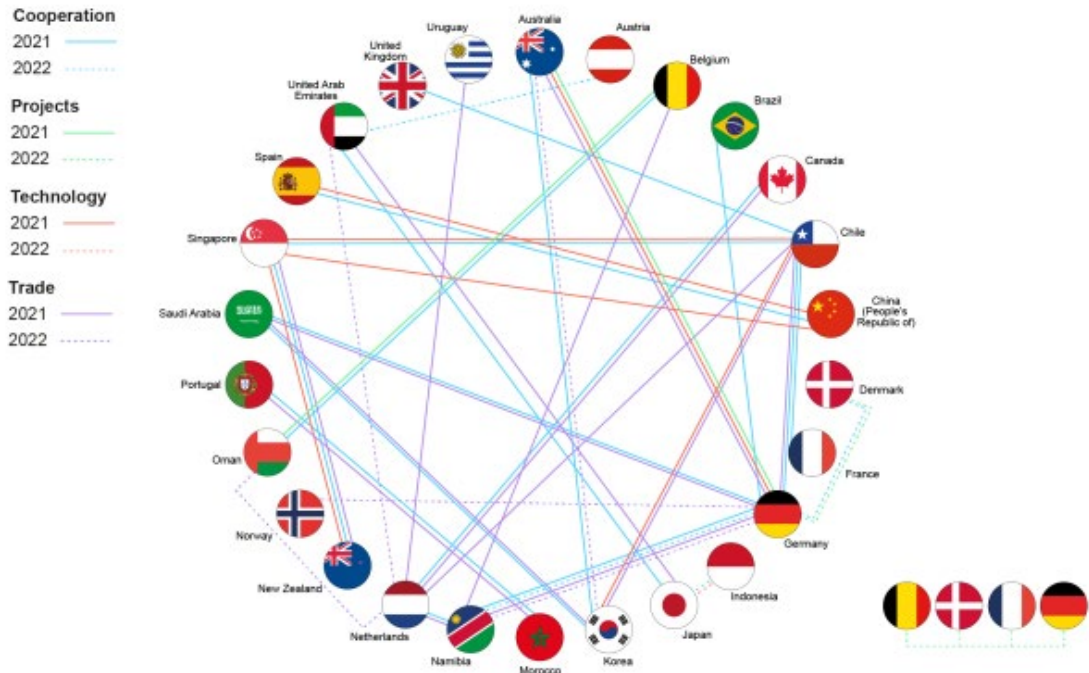 Cooperation
2021
2022
Projects
2021
2022
Technology
2021
2022
Trade
2021
2022
Australia
Austria
Belgium
Brazil
Canada
Chile
China
(People's
Republic of)
Denmark
France
Germany
Indonesia
Japan
Korea
Morocco
Namibia
Netherlands
New Zealand
Norway
Oman
Portugal
Saudi Arabia
Singapore
Spain
United Arab
Emirates
United
Kingdom
Uruguay